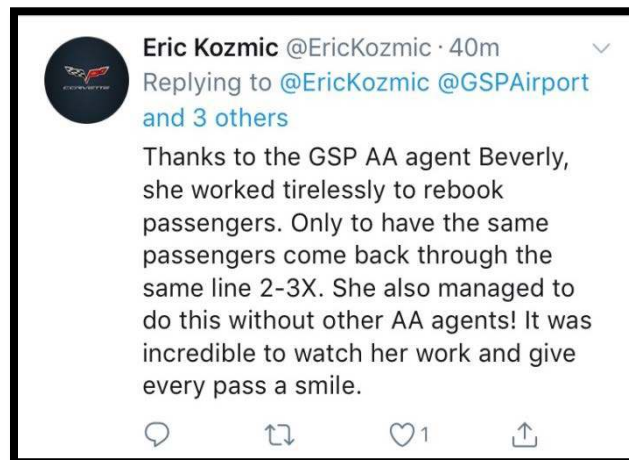 CORVETTE
Eric Kozmic @EricKozmic · 40m
Replying to @EricKozmic @GSPAirport
and 3 others
Thanks to the GSP AA agent Beverly,
she worked tirelessly to rebook
passengers. Only to have the same
passengers come back through the
same line 2-3X. She also managed to
do this without other AA agents! It was
incredible to watch her work and give
every pass a smile.
1